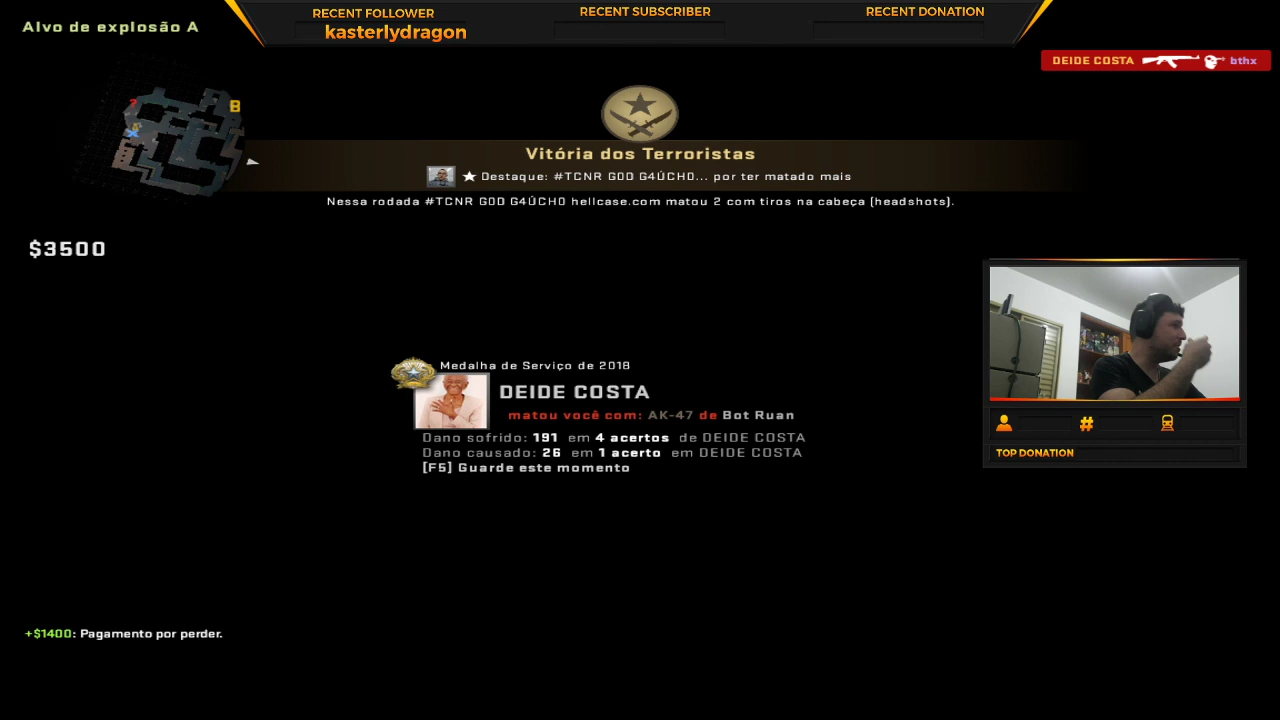 Alvo de explosão A
RECENT FOLLOWER
kasterlydragon
RECENT SUBSCRIBER
RECENT DONATION
DEIDE COSTA bthx
B
Vitória dos Terroristas
★ Destaque: #TCNR G0D G4ÚCH0... por ter matado mais
Nessa rodada #TCNR G0D G4ÚCH0 hellcase.com matou 2 com tiros na cabeça (headshots).
$3500
Medalha de Serviço de 2018
DEIDE COSTA
matou você com: AK-47 de Bot Ruan
Dano sofrido: 191 em 4 acertos de DEIDE COSTA
Dano causado: 26 em 1 acerto em DEIDE COSTA
[F5] Guarde este momento
#
TOP DONATION
+$1400: Pagamento por perder.